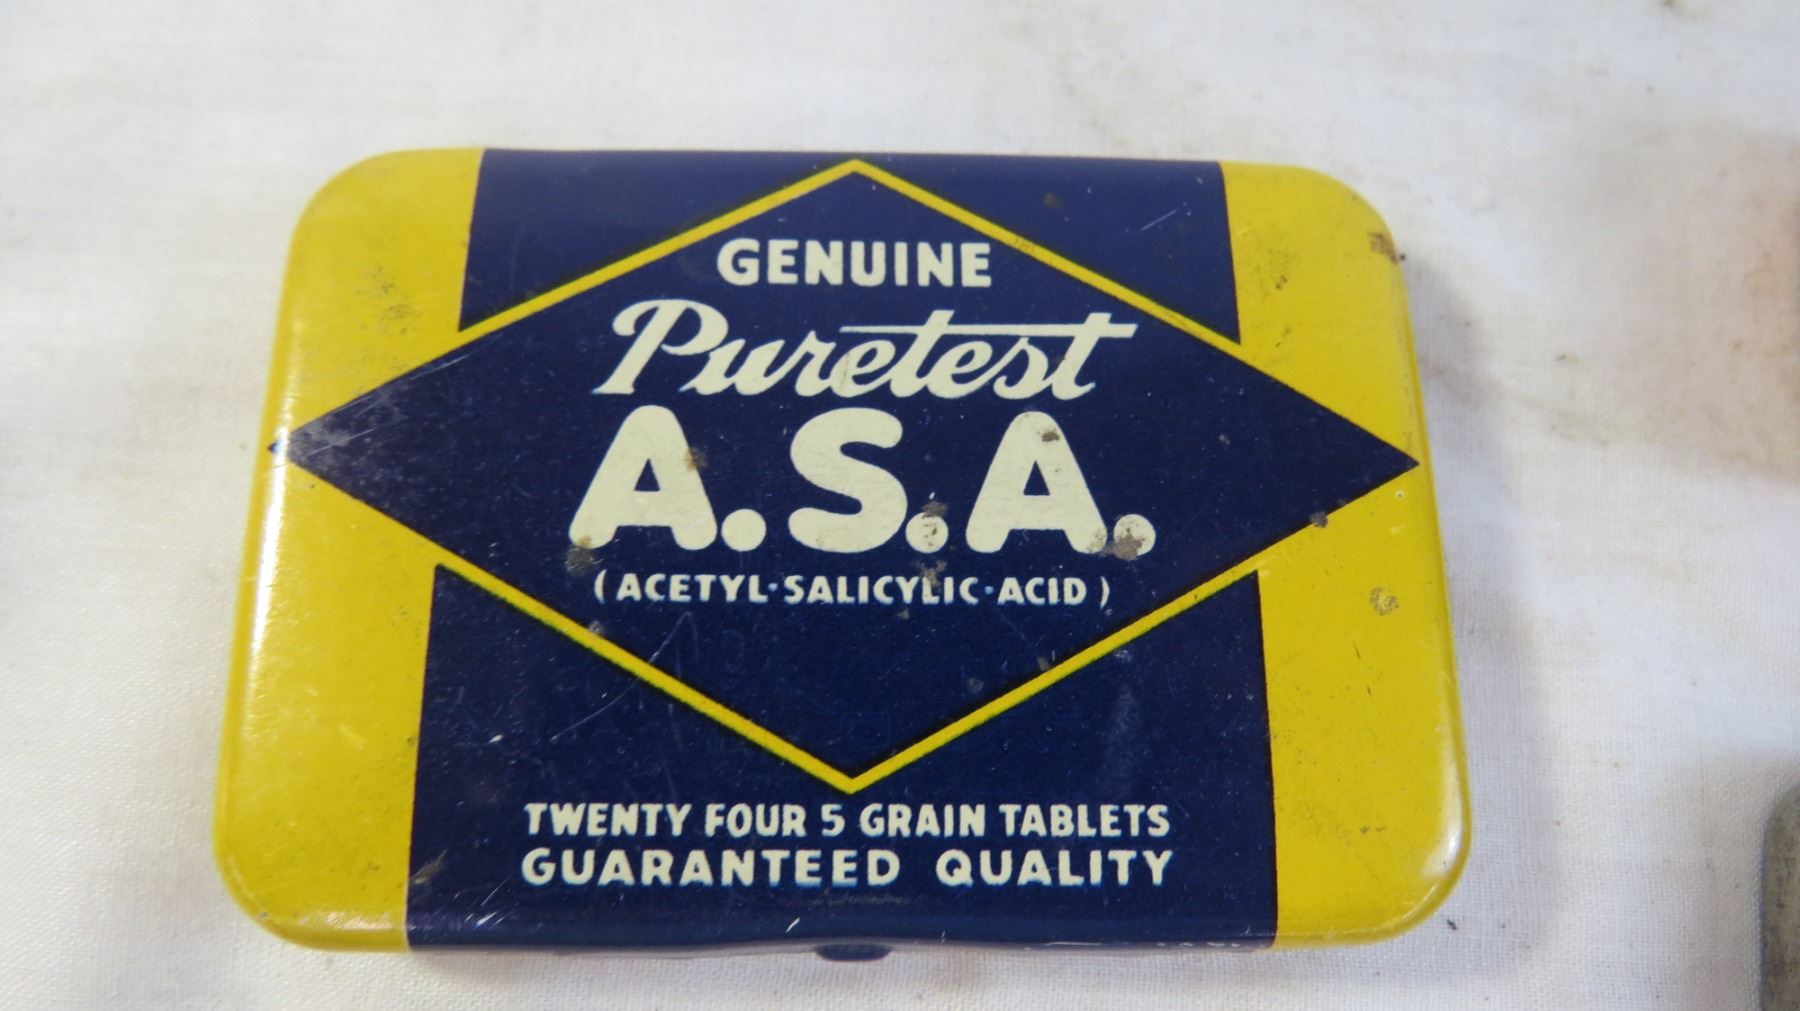 GENUINE
Puretest
A.S.A.
(ACETYL-SALICYLIC-ACID)
TWENTY FOUR 5 GRAIN TABLETS
GUARANTEED QUALITY